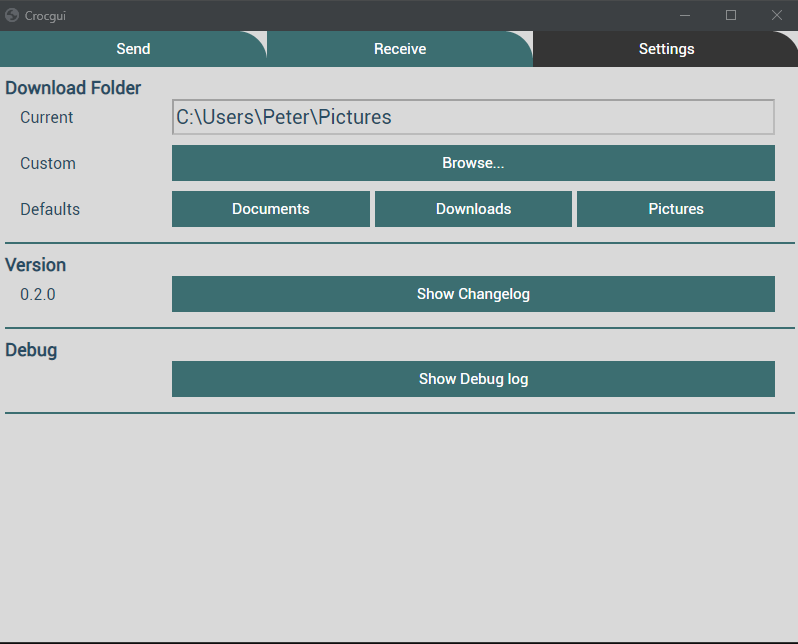 Crocgui
Send Receive Settings
Download Folder
Current C:\Users\Peter\Pictures
Custom Browse...
Defaults Documents Downloads Pictures
Version
0.2.0 Show Changelog
Debug
Show Debug log